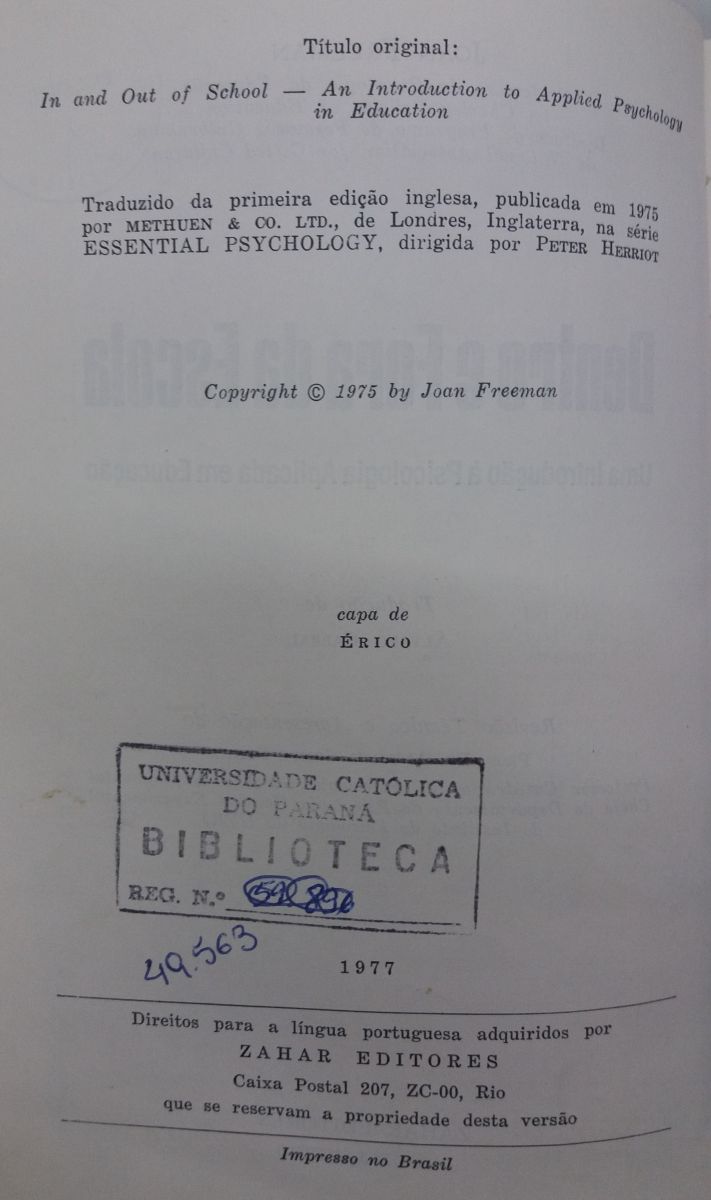 Título original:
In and Out of School — An Introduction to Applied Psychology
in Education
Traduzido da primeira edição inglesa, publicada em 1975
por METHUEN & CO. LTD., de Londres, Inglaterra, na série
ESSENTIAL PSYCHOLOGY, dirigida por PETER HERRIOT
Copyright © 1975 by Joan Freeman
capa de
ÉRICO
UNIVERSIDADE CATÓLICA
DO PARANÁ
BIBLIOTECA
REG. N.º
49.563
1977
Direitos para a língua portuguesa adquiridos por
ZAHAR EDITORES
Caixa Postal 207, ZC-00, Rio
que se reservam a propriedade desta versão
Impresso no Brasil